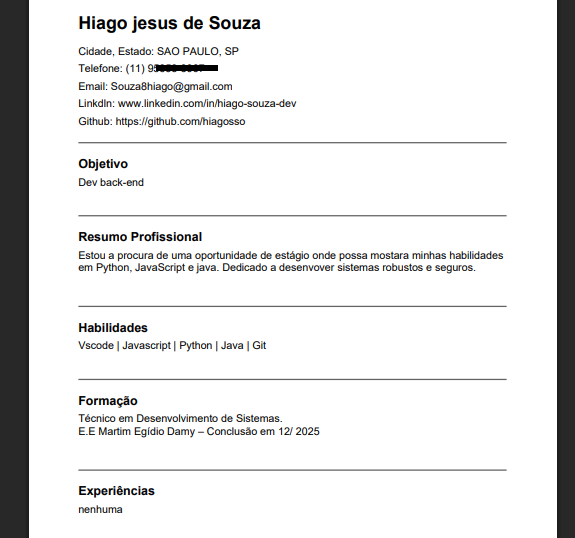 Hiago jesus de Souza
Cidade, Estado: SAO PAULO, SP
Telefone: (11) 9
Email: Souza8hiago@gmail.com
LinkdIn: www.linkedin.com/in/hiago-souza-dev
Github: https://github.com/hiagosso
Objetivo
Dev back-end
Resumo Profissional
Estou a procura de uma oportunidade de estágio onde possa mostara minhas habilidades
em Python, JavaScript e java. Dedicado a desenvover sistemas robustos e seguros.
Habilidades
Vscode | Javascript | Python | Java | Git
Formação
Técnico em Desenvolvimento de Sistemas.
E.E Martim Egídio Damy – Conclusão em 12/ 2025
Experiências
nenhuma